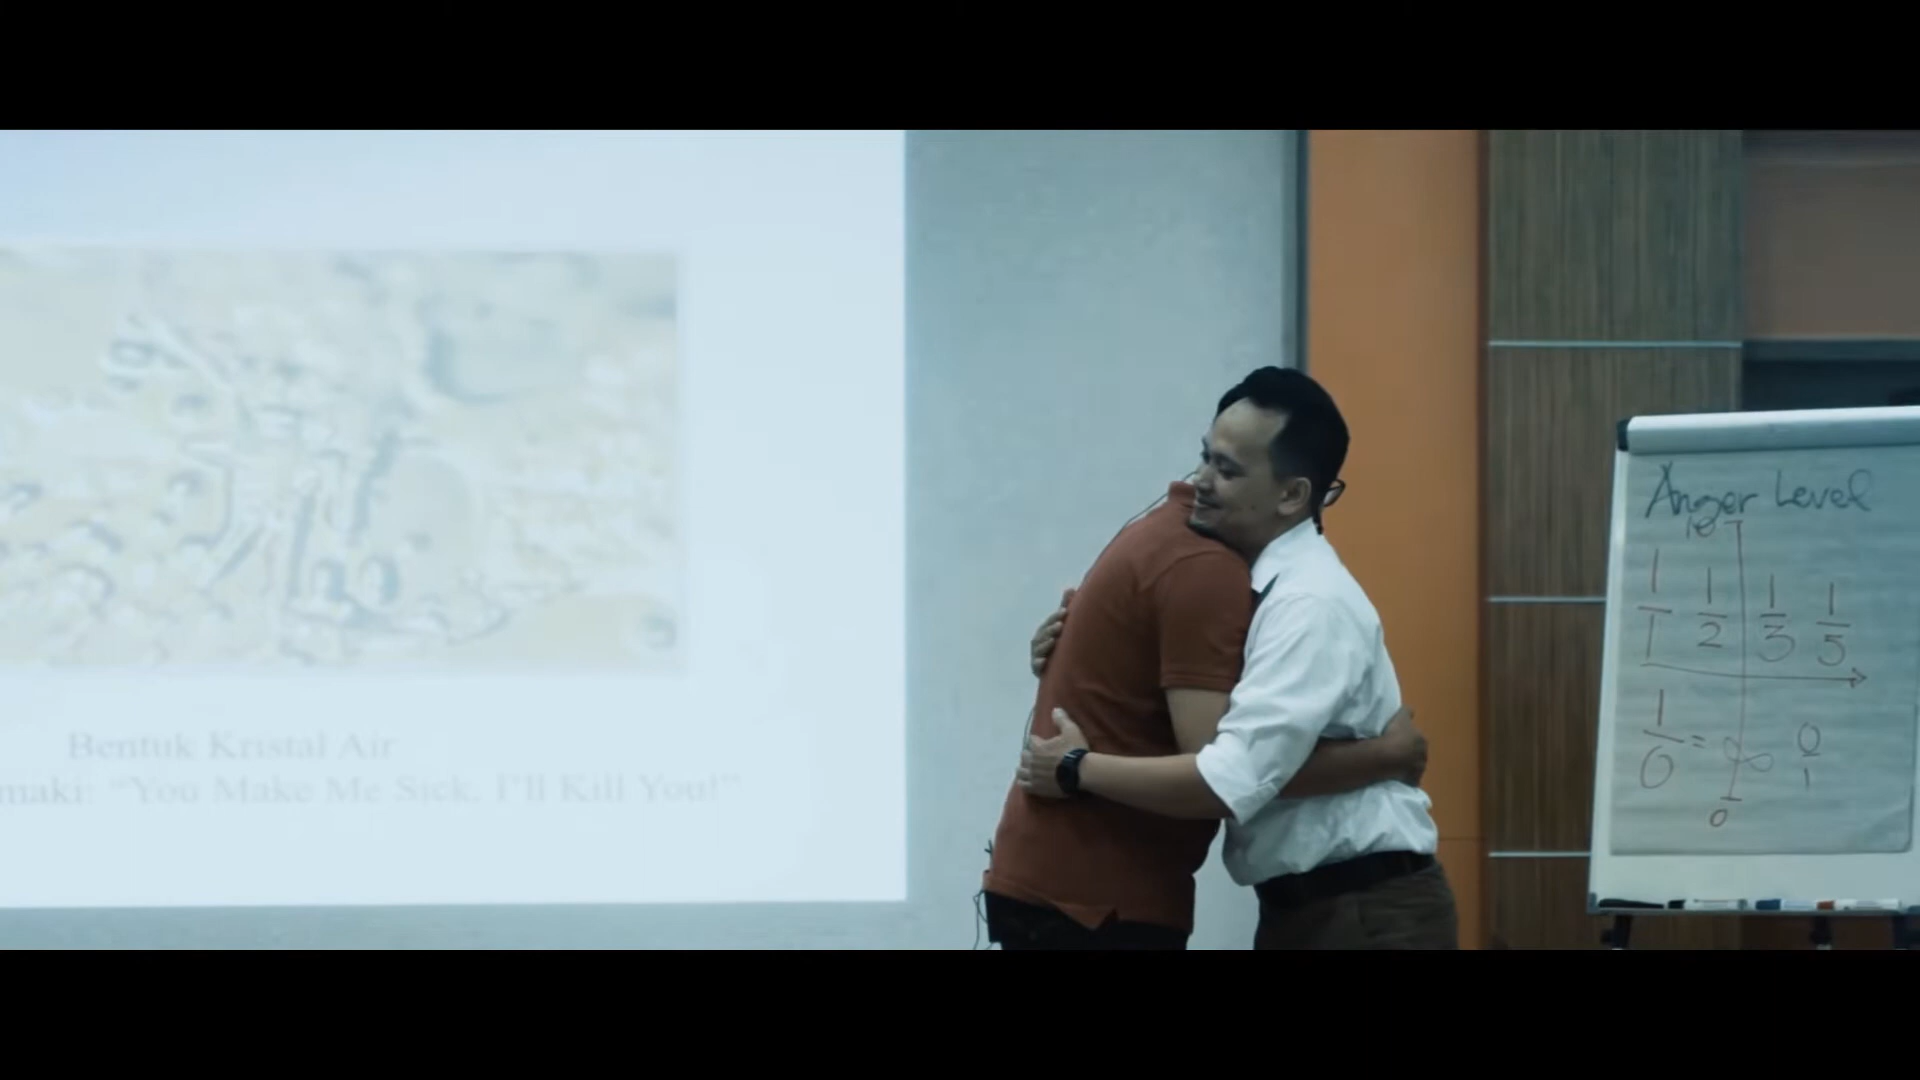 Bentuk Kristal Air
maki: "You Make Me Sick, I'll Kill You!"
Anger Level
10
1/1 1/2 1/3 1/5
1/0 = ∞ 0/1
0